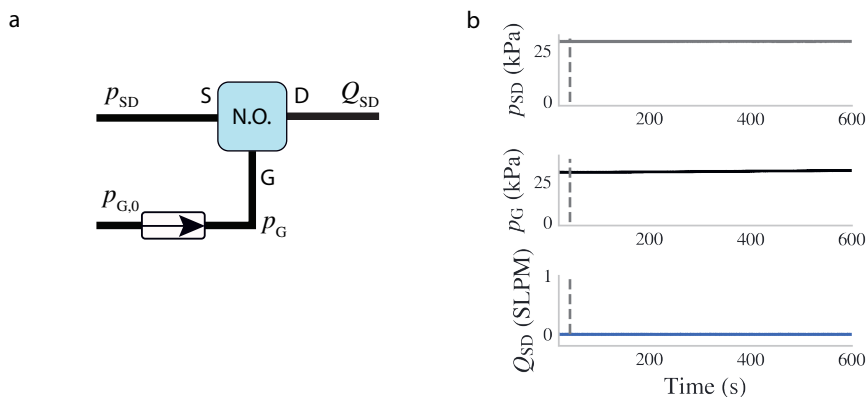 a
p_SD
S
N.O.
D
Q_SD
G
p_G,0
p_G
b
p_SD (kPa)
25
0
200
400
600
p_G (kPa)
25
0
200
400
600
Q_SD (SLPM)
1
0
200
400
600
Time (s)